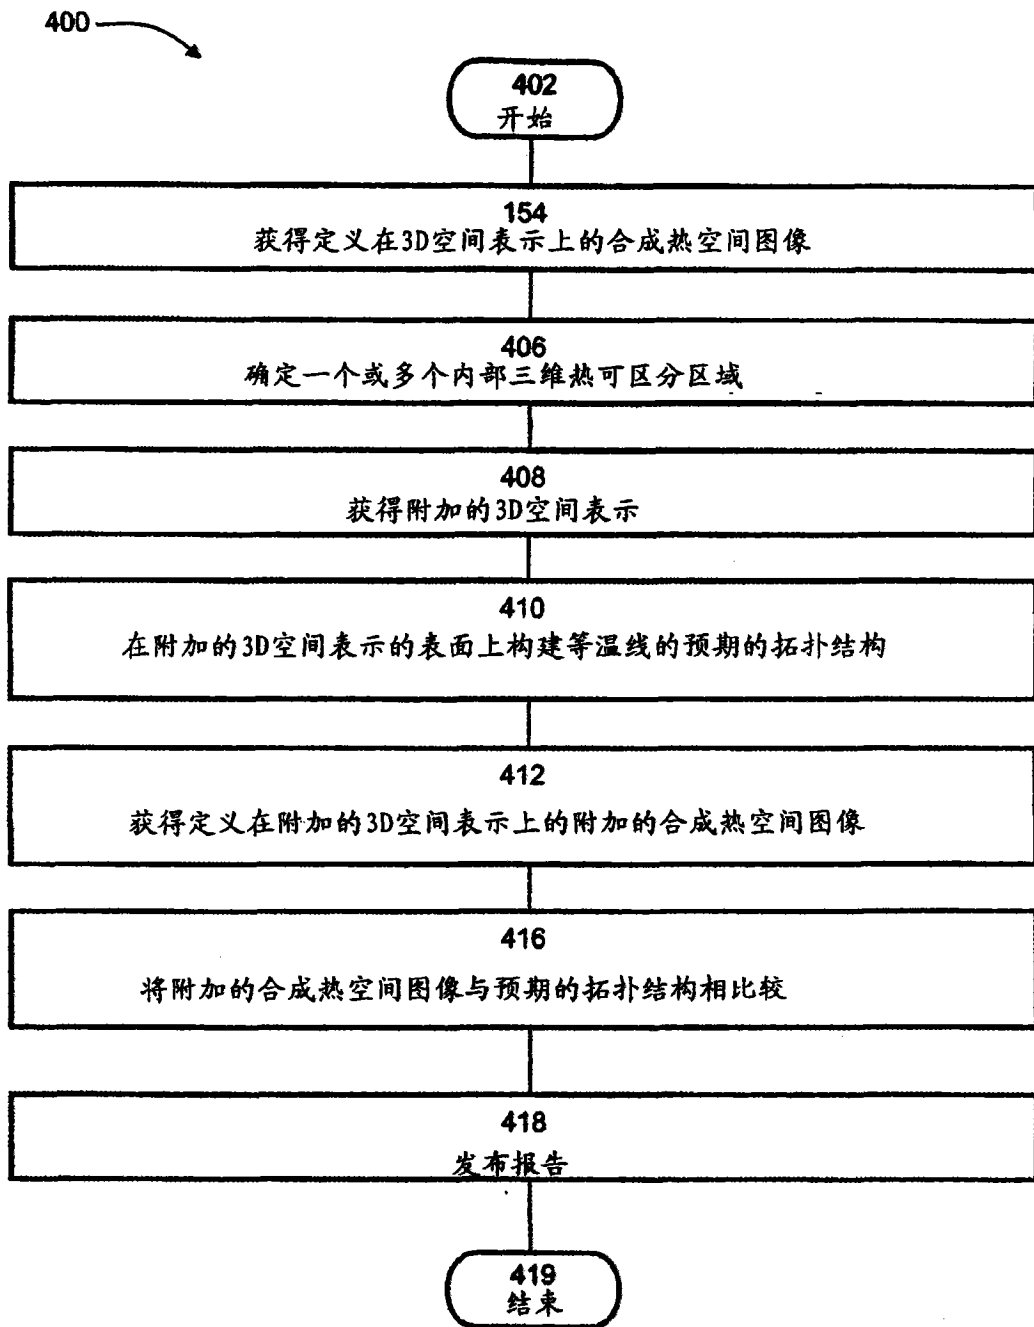 400
402
开始
154
获得定义在3D空间表示上的合成热空间图像
406
确定一个或多个内部三维热可区分区域
408
获得附加的3D空间表示
410
在附加的3D空间表示的表面上构建等温线的预期的拓扑结构
412
获得定义在附加的3D空间表示上的附加的合成热空间图像
416
将附加的合成热空间图像与预期的拓扑结构相比较
418
发布报告
419
结束